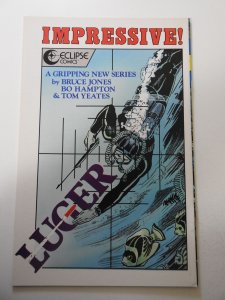 IMPRESSIVE!
ECLIPSE
COMICS
A GRIPPING NEW SERIES
by BRUCE JONES
BO HAMPTON
& TOM YEATES
LUGER